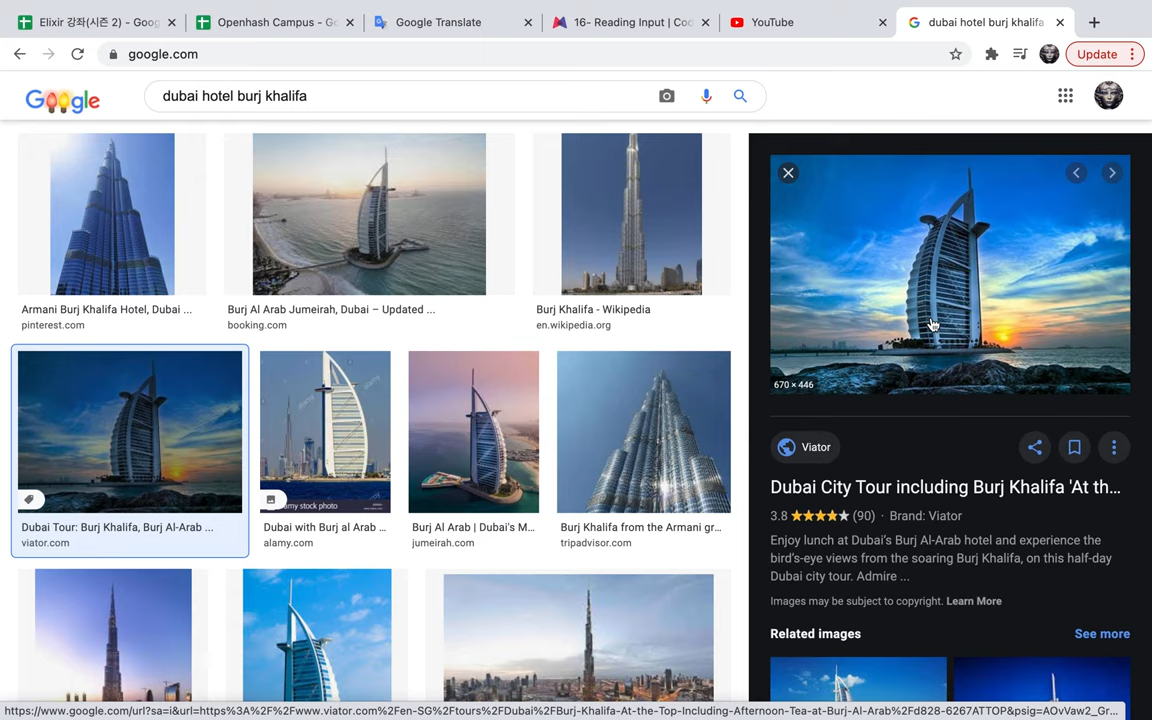 Elixir 강좌(시즌 2) - Goog
Openhash Campus - Go
Google Translate
16- Reading Input | Cod
YouTube
dubai hotel burj khalifa
google.com
Update
Google
dubai hotel burj khalifa
Armani Burj Khalifa Hotel, Dubai ...
pinterest.com
Burj Al Arab Jumeirah, Dubai – Updated ...
booking.com
Burj Khalifa - Wikipedia
en.wikipedia.org
670 × 446
Viator
Dubai City Tour including Burj Khalifa 'At th...
3.8 ★★★★★ (90) · Brand: Viator
Enjoy lunch at Dubai's Burj Al-Arab hotel and experience the
bird's-eye views from the soaring Burj Khalifa, on this half-day
Dubai city tour. Admire ...
Images may be subject to copyright. Learn More
Related images
See more
alamy stock photo
Dubai Tour: Burj Khalifa, Burj Al-Arab ...
viator.com
Dubai with Burj al Arab ...
alamy.com
Burj Al Arab | Dubai's M...
jumeirah.com
Burj Khalifa from the Armani gr...
tripadvisor.com
https://www.google.com/url?sa=i&url=https%3A%2F%2Fwww.viator.com%2Fen-SG%2Ftours%2FDubai%2FBurj-Khalifa-At-the-Top-Including-Afternoon-Tea-at-Burj-Al-Arab%2Fd828-6267ATTOP&psig=AOvVaw2_Gr...